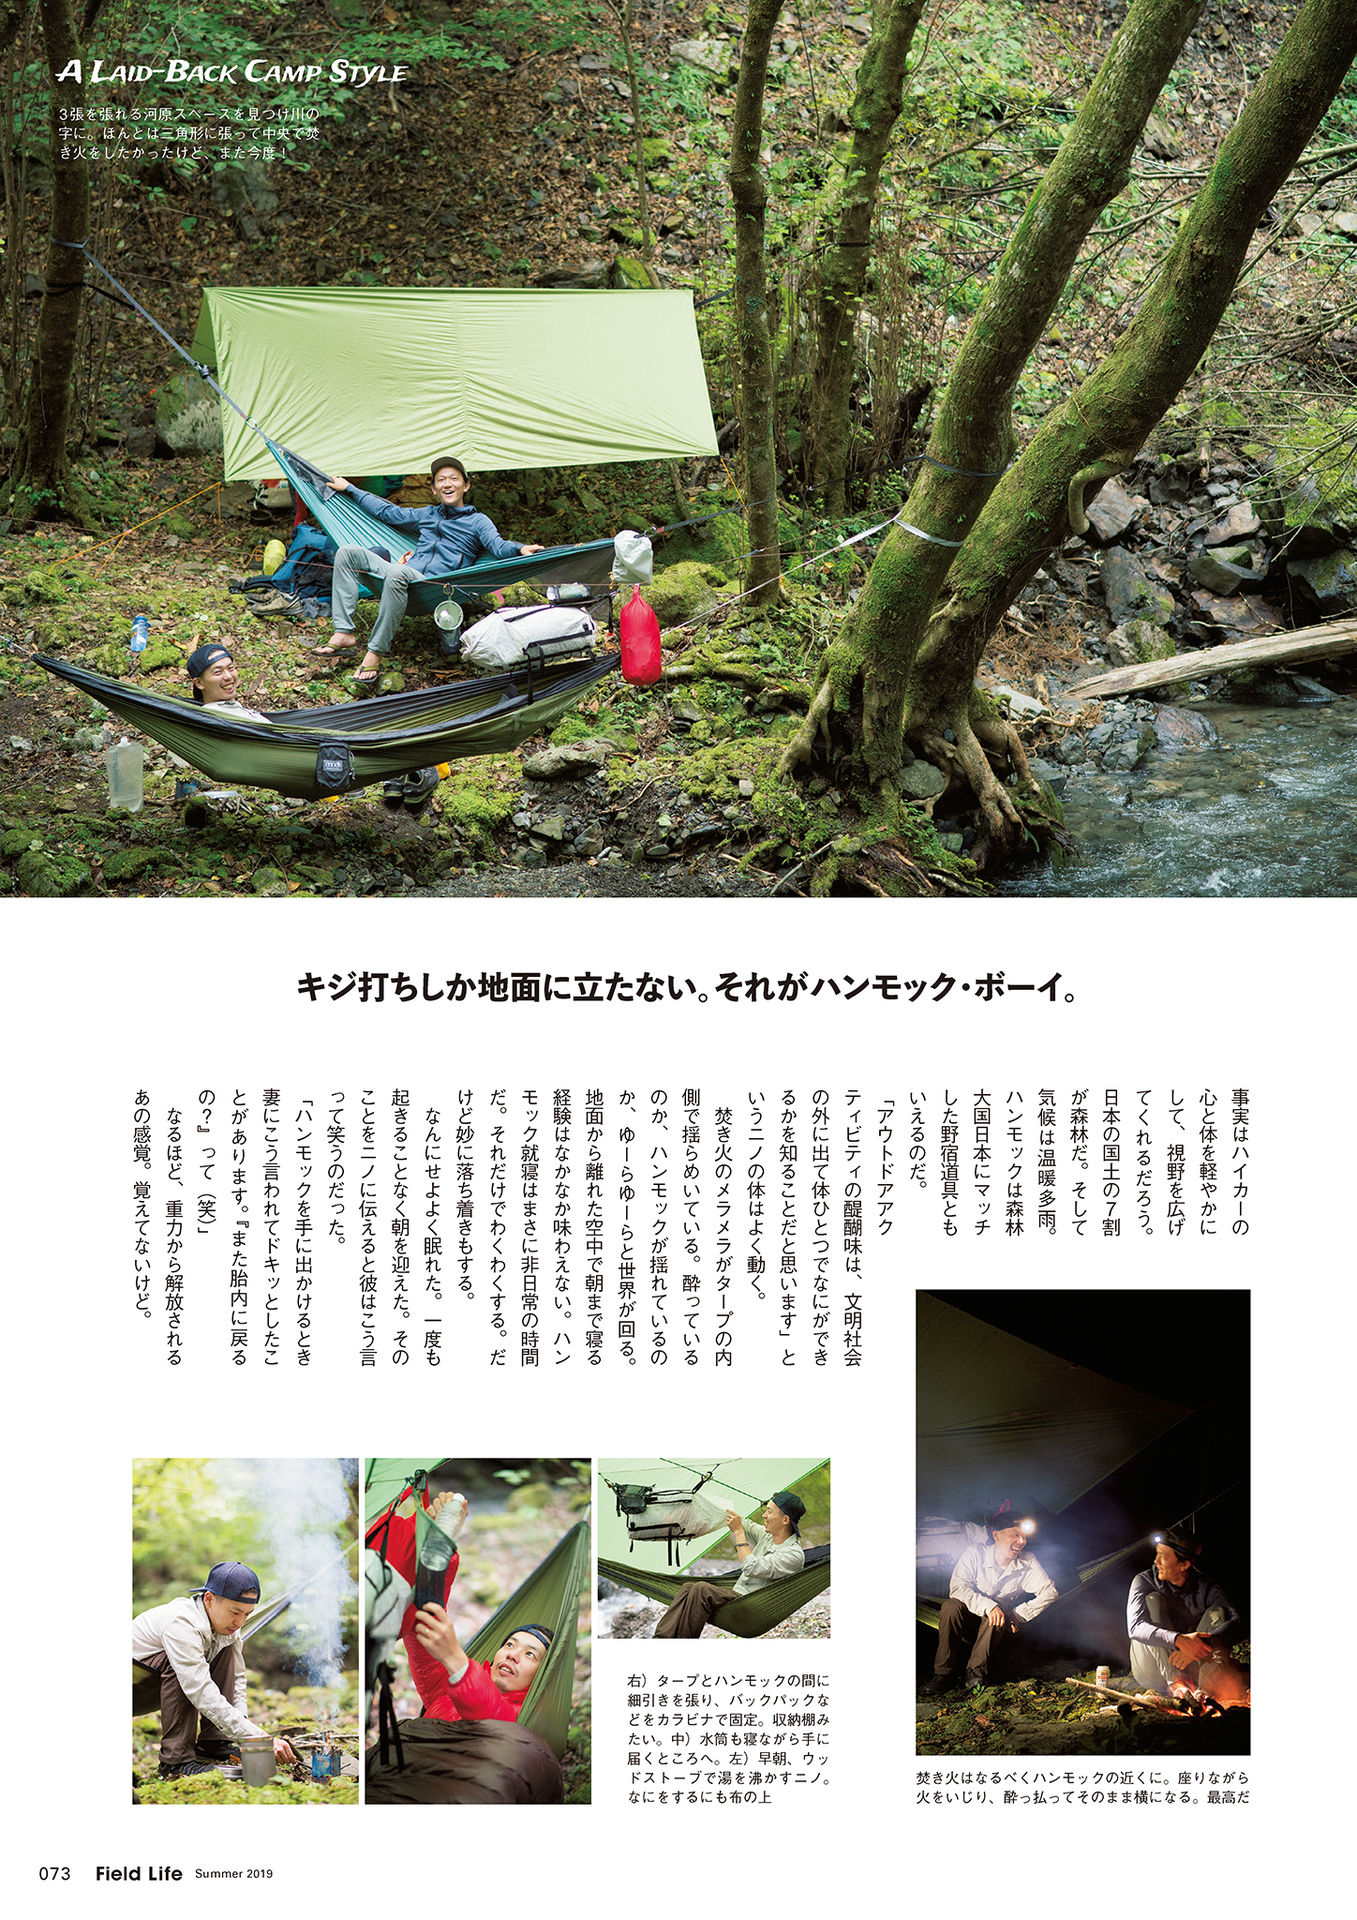 A LAID-BACK CAMP STYLE
3張を張れる河原スペースを見つけ川の
字に。ほんとは三角形に張って中央で焚
き火をしたかったけど、また今度！
キジ打ちしか地面に立たない。それがハンモック・ボーイ。
事実はハイカーの
心と体を軽やかに
して、視野を広げ
てくれるだろう。
日本の国土の7割
が森林だ。そして
気候は温暖多雨。
ハンモックは森林
大国日本にマッチ
した野宿道具とも
いえるのだ。
「アウトドアアク
ティビティの醍醐味は、文明社会
の外に出て体ひとつでなにができ
るかを知ることだと思います」と
いうニノの体はよく動く。
焚き火のメラメラがタープの内
側で揺らめいている。酔っている
のか、ハンモックが揺れているの
か、ゆーらゆーらと世界が回る。
地面から離れた空中で朝まで寝る
経験はなかなか味わえない。ハン
モック就寝はまさに非日常の時間
だ。それだけでわくわくする。だ
けど妙に落ち着きもする。
なんにせよよく眠れた。一度も
起きることなく朝を迎えた。その
ことをニノに伝えると彼はこう言
って笑うのだった。
「ハンモックを手に出かけるとき
妻にこう言われてドキッとしたこ
とがあります。『また胎内に戻る
の？』って（笑）」
なるほど、重力から解放される
あの感覚。覚えてないけど。
右）タープとハンモックの間に
細引きを張り、バックパックな
どをカラビナで固定。収納棚み
たい。中）水筒も寝ながら手に
届くところへ。左）早朝、ウッ
ドストーブで湯を沸かすニノ。
なにをするにも布の上
焚き火はなるべくハンモックの近くに。座りながら
火をいじり、酔っ払ってそのまま横になる。最高だ
073 Field Life Summer 2019